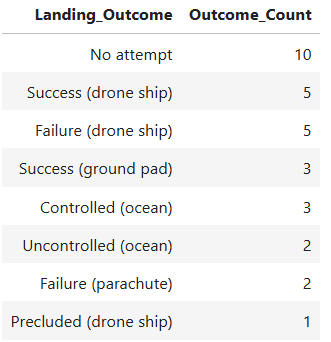 Landing_Outcome Outcome_Count
No attempt 10
Success (drone ship) 5
Failure (drone ship) 5
Success (ground pad) 3
Controlled (ocean) 3
Uncontrolled (ocean) 2
Failure (parachute) 2
Precluded (drone ship) 1